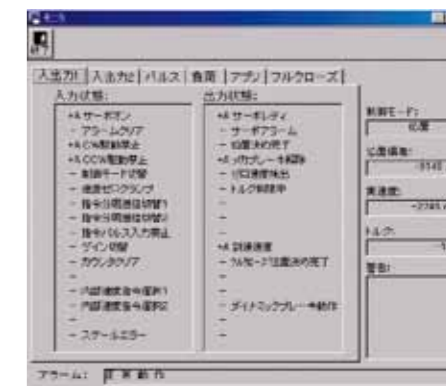 モニタ
終了
入出力1 入出力2 パルス 負荷 アブソ フルクローズ
入力状態:
+A サーボオン
- アラームクリア
+A CW駆動禁止
+A CCW駆動禁止
- 制御モード切替
- 速度ゼロクランプ
- 指令分周逓倍切替1
- 指令分周逓倍切替2
- 指令パルス入力禁止
- ゲイン切替
- カウンタクリア
-
- 内部速度指令選択1
- 内部速度指令選択2
-
- スケールエラー
出力状態:
+A サーボレディ
- サーボアラーム
- 位置決め完了
+A メカブレーキ解除
- ゼロ速度検出
- トルク制限中
-
-
-
+A 到達速度
- フルクローズ位置決め完了
-
-
- ダイナミックブレーキ動作
-
-
制御モード:
位置
位置偏差:
実速度:
トルク:
警告:
アラーム: 正常動作